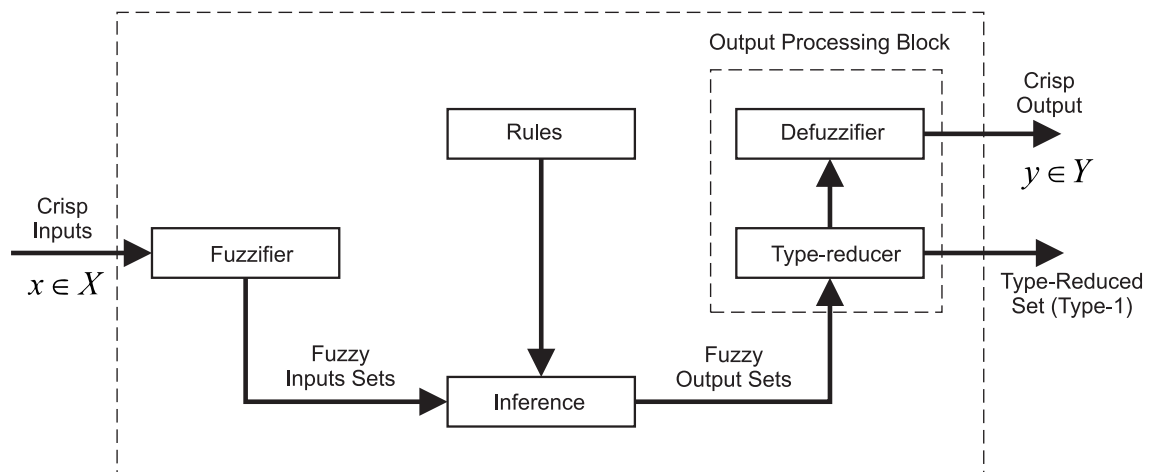 Output Processing Block
Crisp
Output
Rules
Defuzzifier
y ∈ Y
Crisp
Inputs
Fuzzifier
Type-reducer
x ∈ X
Type-Reduced
Set (Type-1)
Fuzzy
Inputs Sets
Fuzzy
Output Sets
Inference